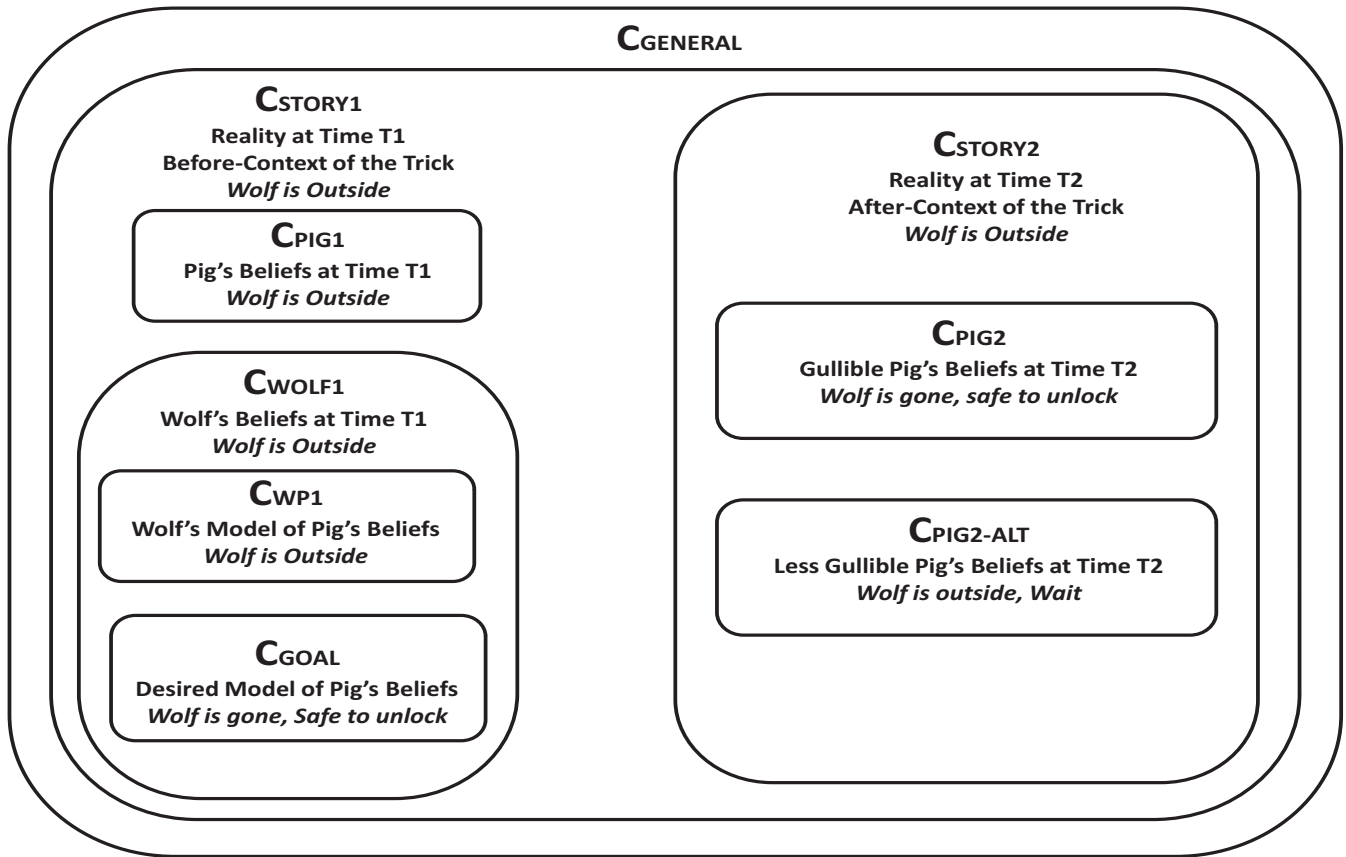 CGENERAL
CSTORY1
Reality at Time T1
Before-Context of the Trick
Wolf is Outside
CPIG1
Pig's Beliefs at Time T1
Wolf is Outside
CWOLF1
Wolf's Beliefs at Time T1
Wolf is Outside
CWP1
Wolf's Model of Pig's Beliefs
Wolf is Outside
CGOAL
Desired Model of Pig's Beliefs
Wolf is gone, Safe to unlock
CSTORY2
Reality at Time T2
After-Context of the Trick
Wolf is Outside
CPIG2
Gullible Pig's Beliefs at Time T2
Wolf is gone, safe to unlock
CPIG2-ALT
Less Gullible Pig's Beliefs at Time T2
Wolf is outside, Wait